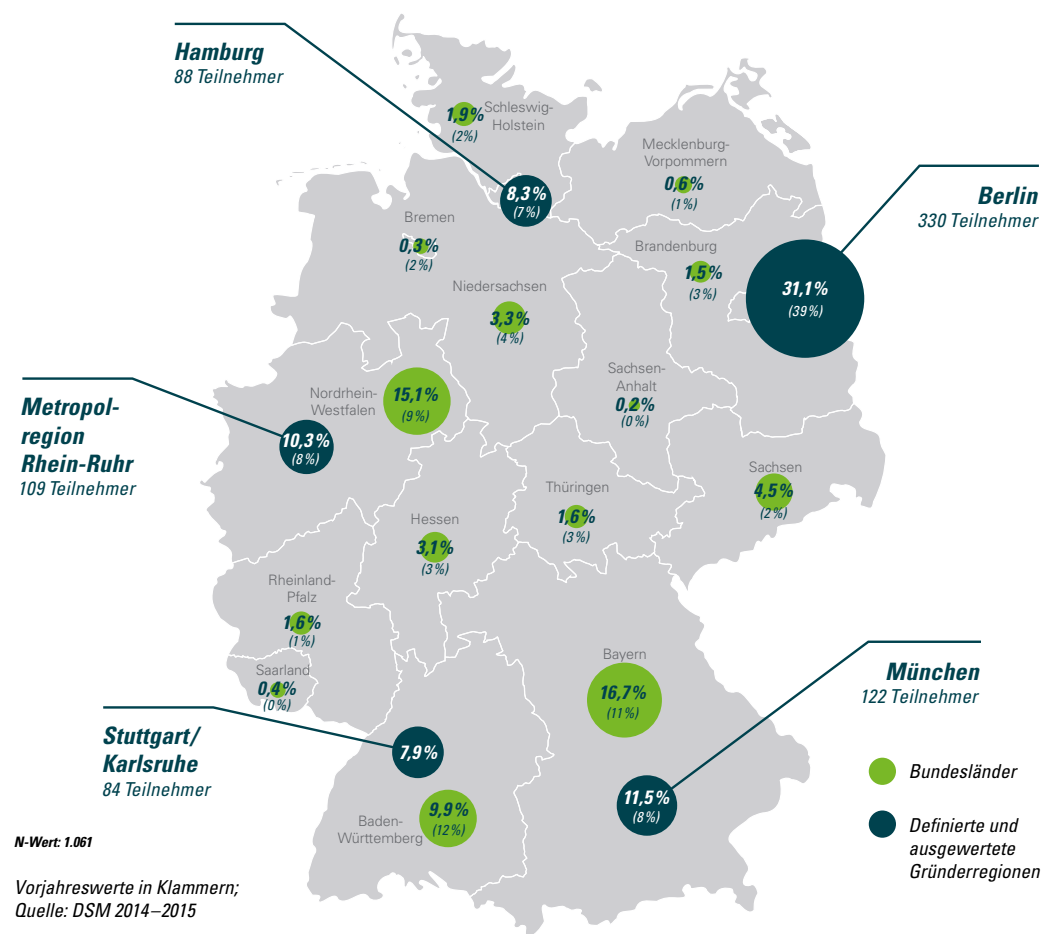 Hamburg
88 Teilnehmer
1,9%
(2%)
Schleswig-
Holstein
Mecklenburg-
Vorpommern
0,6%
(1%)
8,3%
(7%)
Berlin
330 Teilnehmer
Bremen
0,3%
(2%)
Brandenburg
1,5%
(3%)
31,1%
(39%)
Niedersachsen
3,3%
(4%)
Sachsen-
Anhalt
0,2%
(0%)
Nordrhein-
Westfalen
15,1%
(9%)
Metropol-
region
Rhein-Ruhr
109 Teilnehmer
10,3%
(8%)
Sachsen
4,5%
(2%)
Thüringen
1,6%
(3%)
Hessen
3,1%
(3%)
Rheinland-
Pfalz
1,6%
(1%)
Saarland
0,4%
(0%)
Bayern
16,7%
(11%)
München
122 Teilnehmer
Stuttgart/
Karlsruhe
84 Teilnehmer
7,9%
11,5%
(8%)
Baden-
Württemberg
9,9%
(12%)
Bundesländer
Definierte und
ausgewertete
Gründerregionen
N-Wert: 1.061
Vorjahreswerte in Klammern;
Quelle: DSM 2014–2015